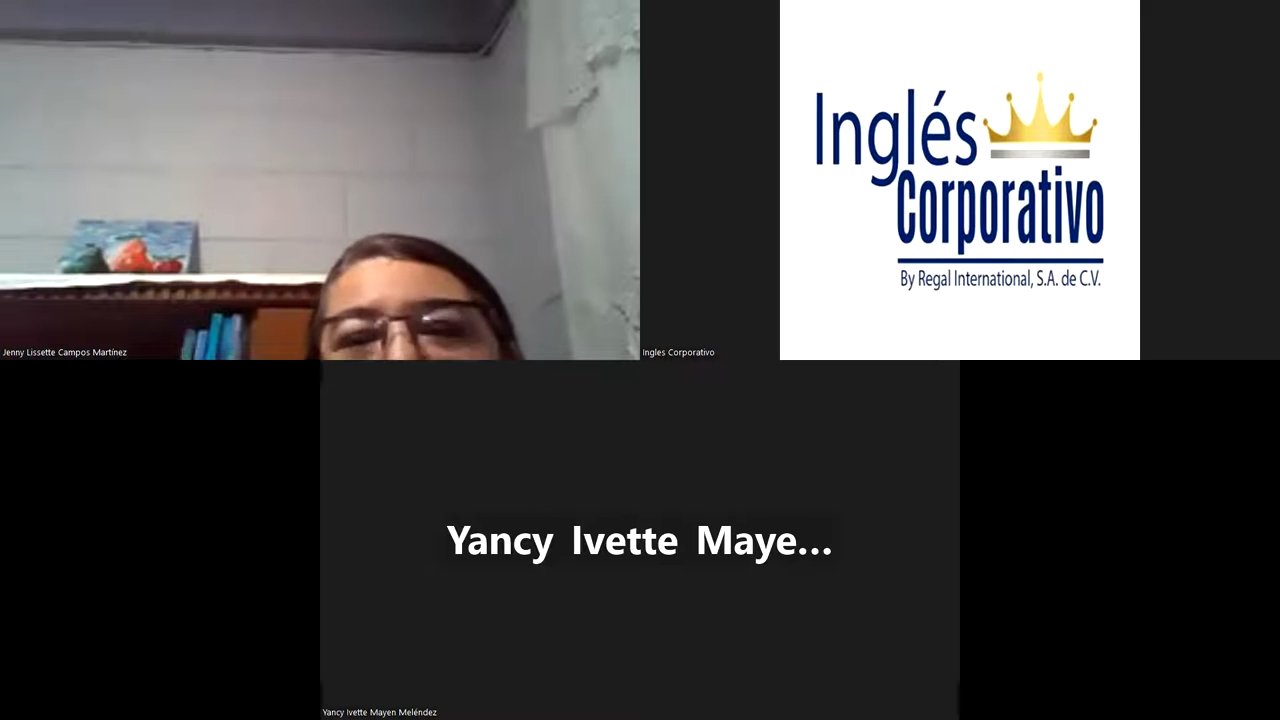 Inglés
Corporativo
By Regal International, S.A. de C.V.
Jenny Lissette Campos Martínez
Ingles Corporativo
Yancy Ivette Maye...
Yancy Ivette Mayen Meléndez